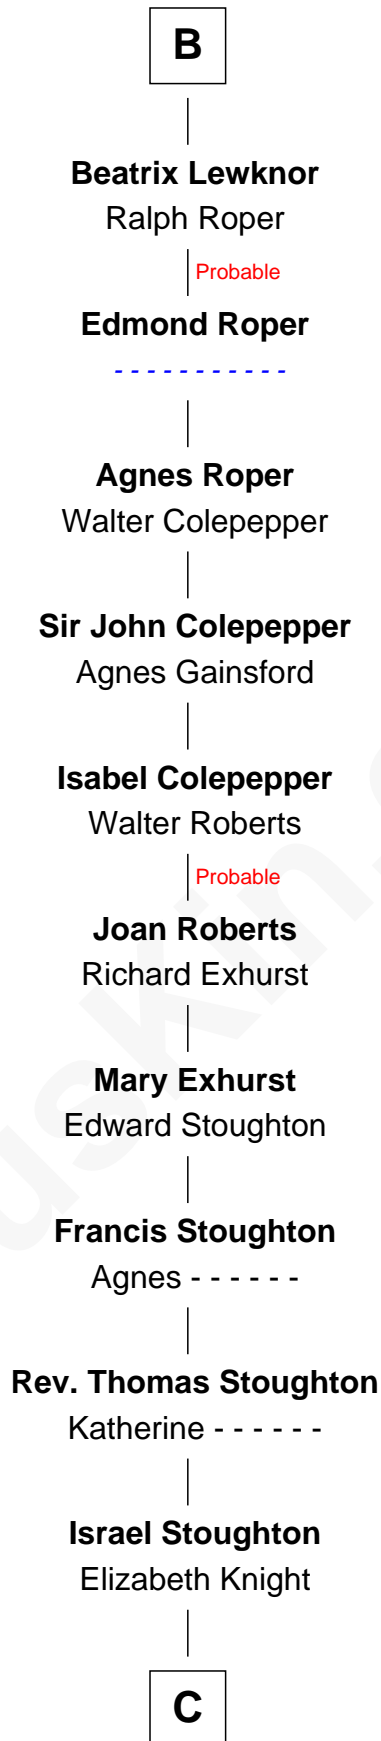 B
Beatrix Lewknor
Ralph Roper
Probable
Edmond Roper
- - - - - - - - - - -
Agnes Roper
Walter Colepepper
Sir John Colepepper
Agnes Gainsford
Isabel Colepepper
Walter Roberts
Probable
Joan Roberts
Richard Exhurst
Mary Exhurst
Edward Stoughton
Francis Stoughton
Agnes - - - - - -
Rev. Thomas Stoughton
Katherine - - - - - -
Israel Stoughton
Elizabeth Knight
C